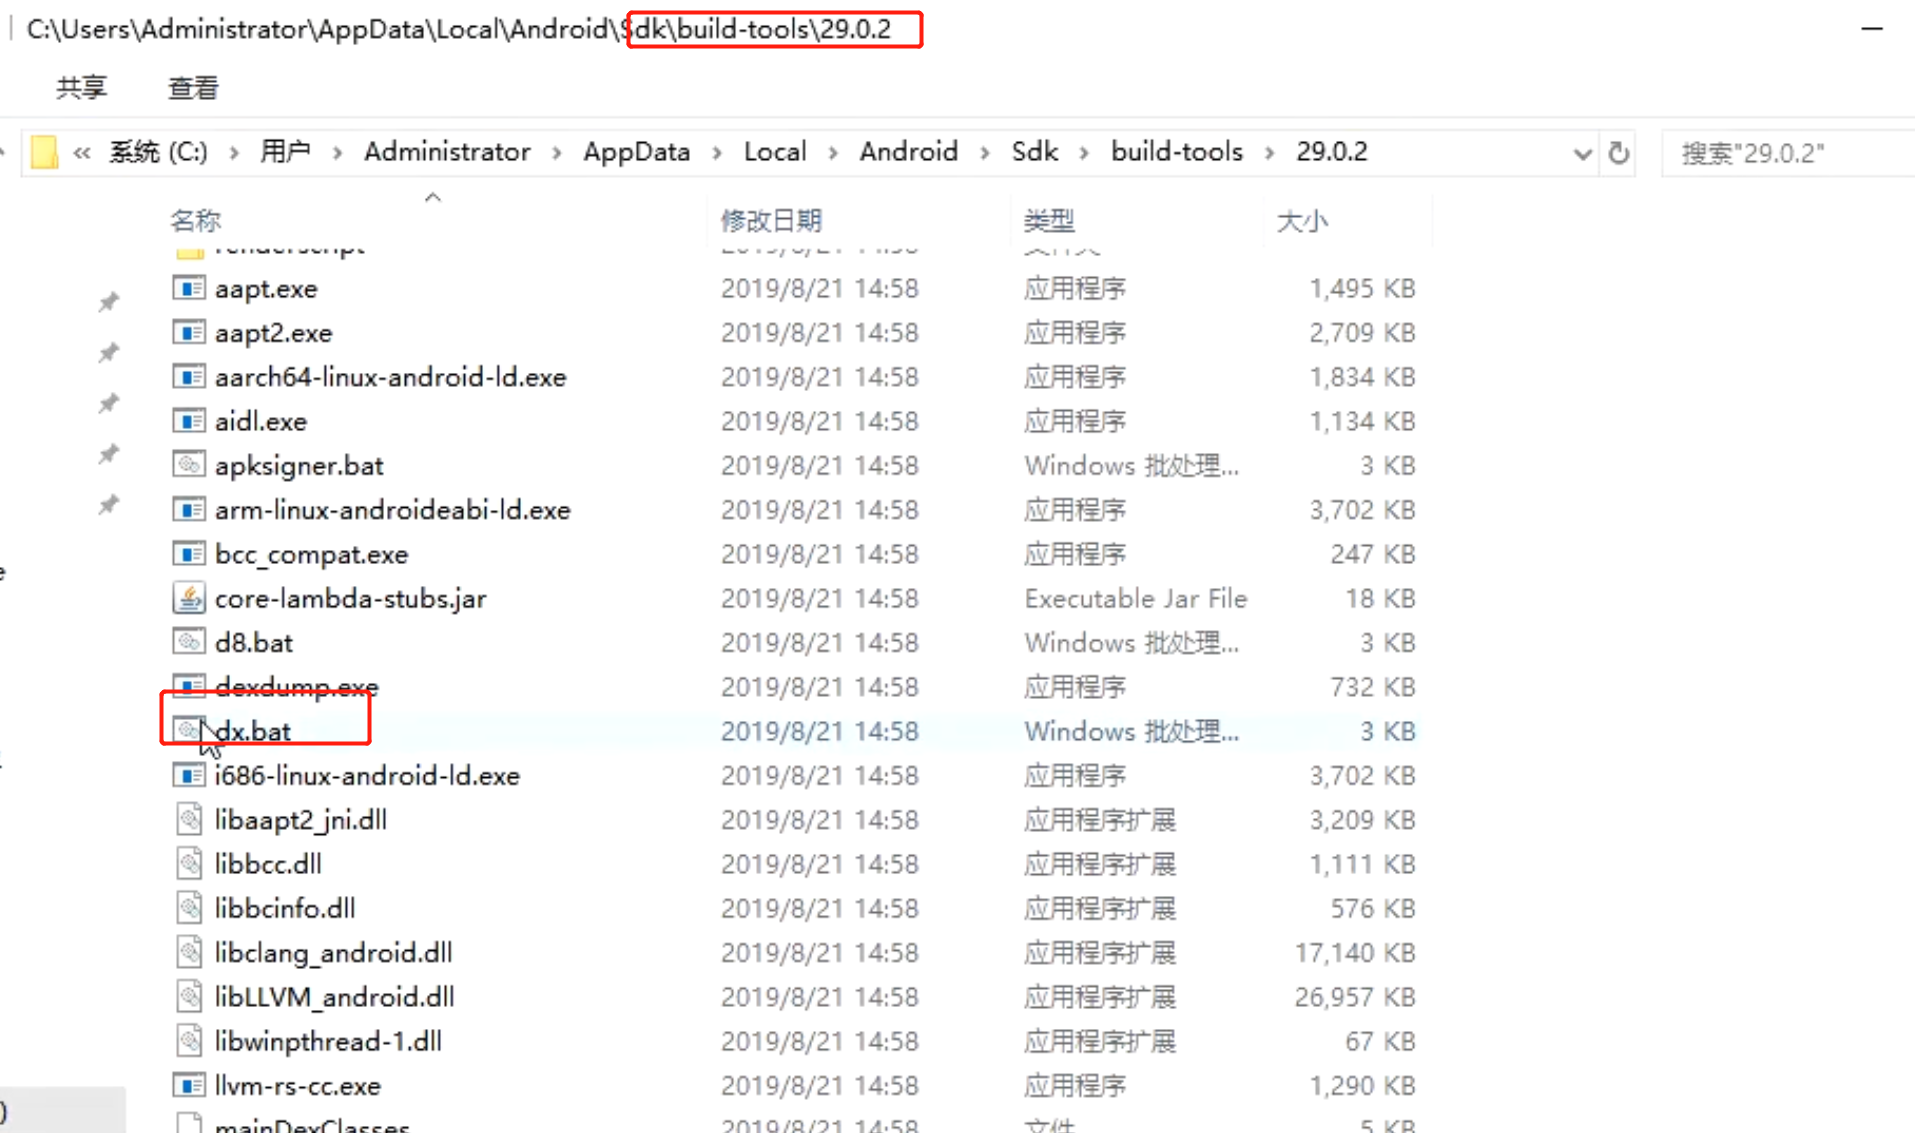 C:\Users\Administrator\AppData\Local\Android\Sdk\build-tools\29.0.2
共享 查看
« 系统 (C:) › 用户 › Administrator › AppData › Local › Android › Sdk › build-tools › 29.0.2 搜索"29.0.2"
名称 修改日期 类型 大小
renderscript 2019/8/21 14:58 文件夹
aapt.exe 2019/8/21 14:58 应用程序 1,495 KB
aapt2.exe 2019/8/21 14:58 应用程序 2,709 KB
aarch64-linux-android-ld.exe 2019/8/21 14:58 应用程序 1,834 KB
aidl.exe 2019/8/21 14:58 应用程序 1,134 KB
apksigner.bat 2019/8/21 14:58 Windows 批处理... 3 KB
arm-linux-androideabi-ld.exe 2019/8/21 14:58 应用程序 3,702 KB
bcc_compat.exe 2019/8/21 14:58 应用程序 247 KB
core-lambda-stubs.jar 2019/8/21 14:58 Executable Jar File 18 KB
d8.bat 2019/8/21 14:58 Windows 批处理... 3 KB
dexdump.exe 2019/8/21 14:58 应用程序 732 KB
dx.bat 2019/8/21 14:58 Windows 批处理... 3 KB
i686-linux-android-ld.exe 2019/8/21 14:58 应用程序 3,702 KB
libaapt2_jni.dll 2019/8/21 14:58 应用程序扩展 3,209 KB
libbcc.dll 2019/8/21 14:58 应用程序扩展 1,111 KB
libbcinfo.dll 2019/8/21 14:58 应用程序扩展 576 KB
libclang_android.dll 2019/8/21 14:58 应用程序扩展 17,140 KB
libLLVM_android.dll 2019/8/21 14:58 应用程序扩展 26,957 KB
libwinpthread-1.dll 2019/8/21 14:58 应用程序扩展 67 KB
llvm-rs-cc.exe 2019/8/21 14:58 应用程序 1,290 KB
mainDexClasses 2019/8/21 14:58 文件 5 KB